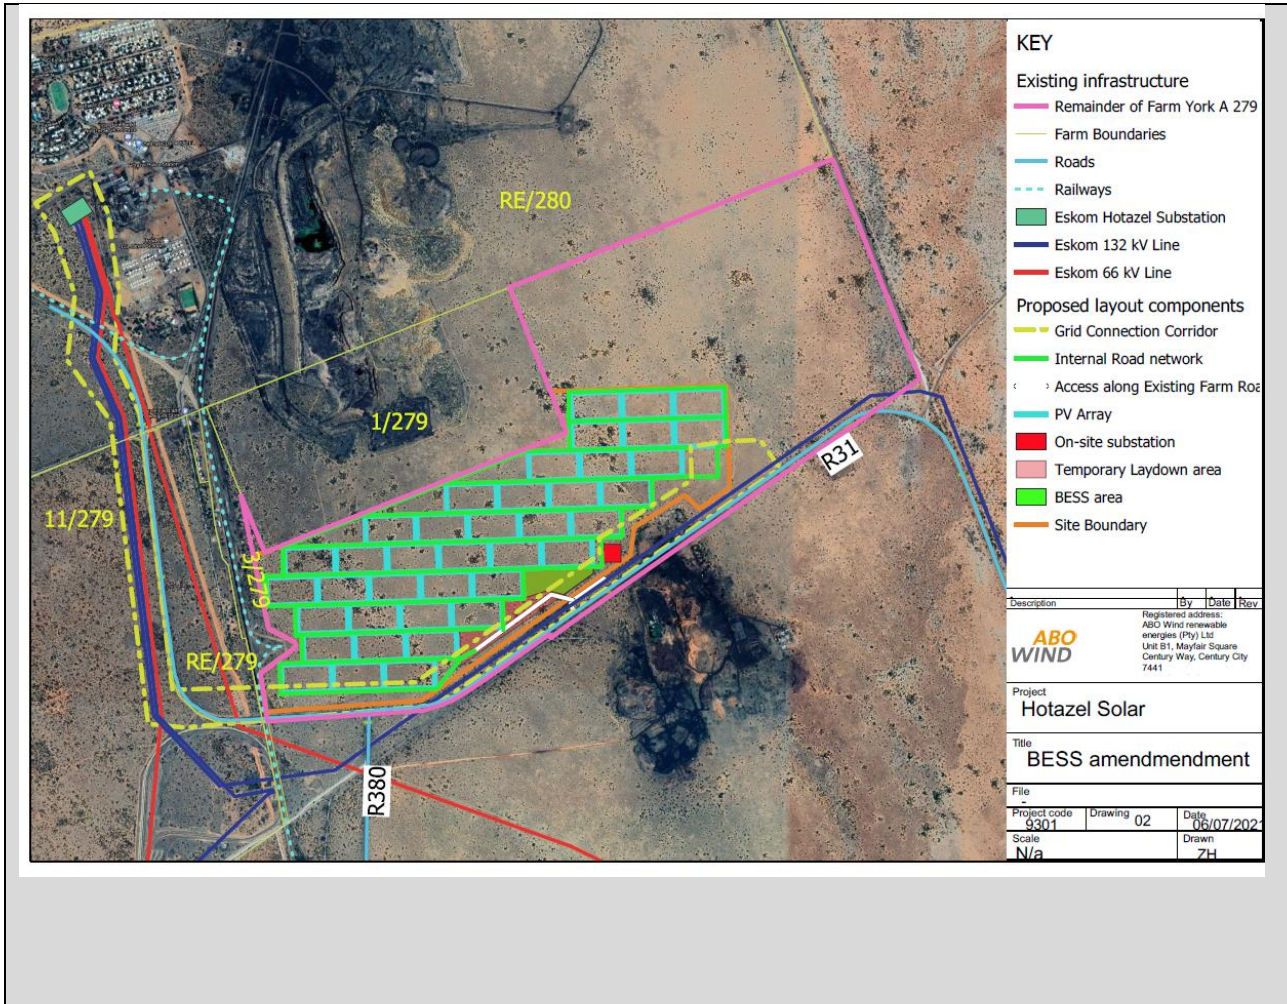 RE/280
1/279
11/279
3/279
RE/279
R31
R380
KEY
Existing infrastructure
Remainder of Farm York A 279
Farm Boundaries
Roads
Railways
Eskom Hotazel Substation
Eskom 132 kV Line
Eskom 66 kV Line
Proposed layout components
Grid Connection Corridor
Internal Road network
Access along Existing Farm Roa
PV Array
On-site substation
Temporary Laydown area
BESS area
Site Boundary
Description By Date Rev
ABO
WIND
Registered address:
ABO Wind renewable
energies (Pty) Ltd
Unit B1, Mayfair Square
Century Way, Century City
7441
Project
Hotazel Solar
Title
BESS amendmendment
File
-
Project code
9301
Drawing 02
Date
06/07/2021
Scale
N/a
Drawn
ZH